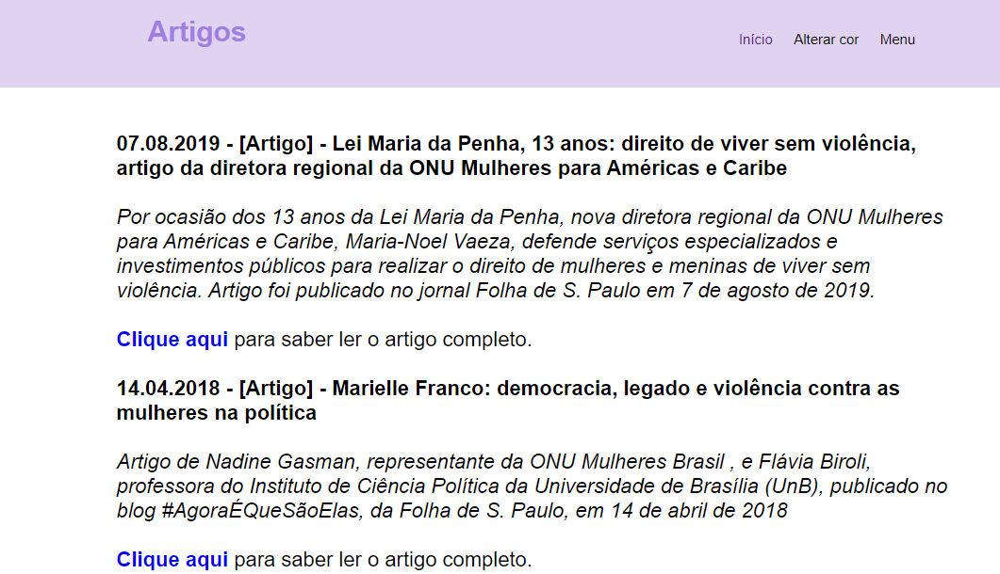 Artigos
Início Alterar cor Menu
07.08.2019 - [Artigo] - Lei Maria da Penha, 13 anos: direito de viver sem violência,
artigo da diretora regional da ONU Mulheres para Américas e Caribe
Por ocasião dos 13 anos da Lei Maria da Penha, nova diretora regional da ONU Mulheres
para Américas e Caribe, Maria-Noel Vaeza, defende serviços especializados e
investimentos públicos para realizar o direito de mulheres e meninas de viver sem
violência. Artigo foi publicado no jornal Folha de S. Paulo em 7 de agosto de 2019.
Clique aqui para saber ler o artigo completo.
14.04.2018 - [Artigo] - Marielle Franco: democracia, legado e violência contra as
mulheres na política
Artigo de Nadine Gasman, representante da ONU Mulheres Brasil , e Flávia Biroli,
professora do Instituto de Ciência Política da Universidade de Brasília (UnB), publicado no
blog #AgoraÉQueSãoElas, da Folha de S. Paulo, em 14 de abril de 2018
Clique aqui para saber ler o artigo completo.